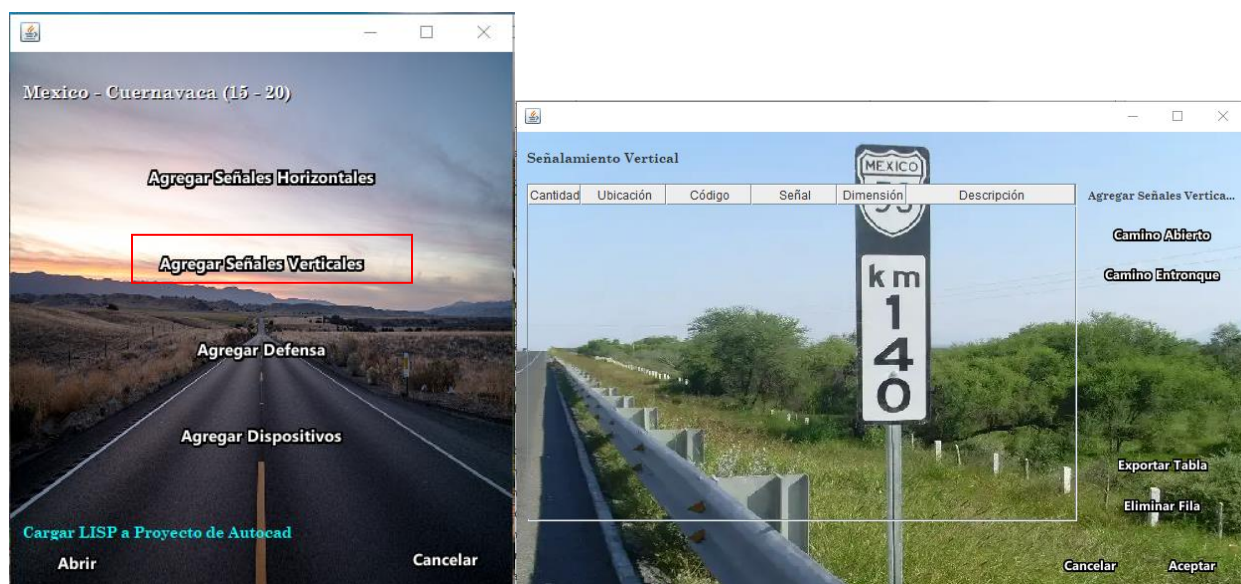 Mexico - Cuernavaca (15 - 20)
Agregar Señales Horizontales
Agregar Señales Verticales
Agregar Defensa
Agregar Dispositivos
Cargar LISP a Proyecto de Autocad
Abrir Cancelar
Señalamiento Vertical
Cantidad Ubicación Código Señal Dimensión Descripción
MEXICO
km
1
4
0
Agregar Señales Vertica...
Camino Abierto
Camino Entronque
Exportar Tabla
Eliminar Fila
Cancelar Aceptar